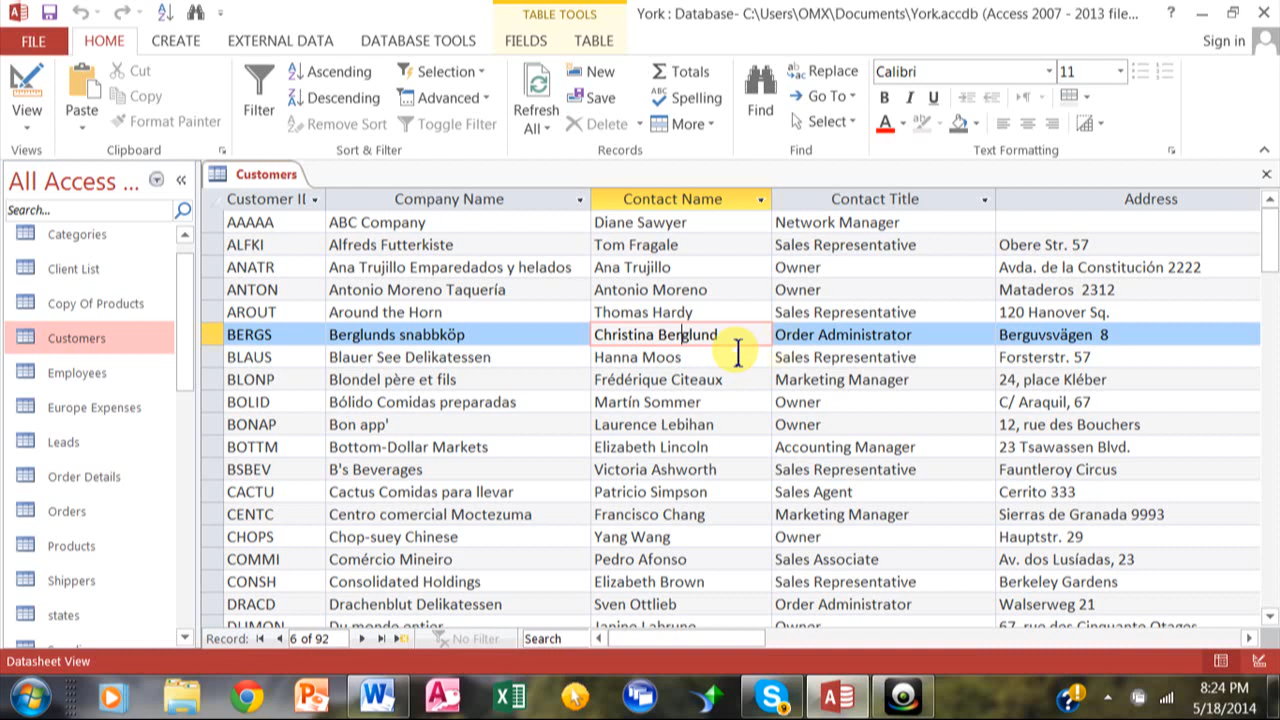 TABLE TOOLS
York : Database- C:\Users\OMX\Documents\York.accdb (Access 2007 - 2013 file...
FILE HOME CREATE EXTERNAL DATA DATABASE TOOLS FIELDS TABLE Sign in
View
Views
Paste
Cut
Copy
Format Painter
Clipboard
Filter
Ascending
Descending
Remove Sort
Selection
Advanced
Toggle Filter
Sort & Filter
Refresh
All
New
Save
Delete
Totals
Spelling
More
Records
Find
Replace
Go To
Select
Find
Calibri 11
B I U
Text Formatting
All Access ...
Search...
Categories
Client List
Copy Of Products
Customers
Employees
Europe Expenses
Leads
Order Details
Orders
Products
Shippers
states
Customers
Customer II Company Name Contact Name Contact Title Address
AAAAA ABC Company Diane Sawyer Network Manager
ALFKI Alfreds Futterkiste Tom Fragale Sales Representative Obere Str. 57
ANATR Ana Trujillo Emparedados y helados Ana Trujillo Owner Avda. de la Constitución 2222
ANTON Antonio Moreno Taquería Antonio Moreno Owner Mataderos 2312
AROUT Around the Horn Thomas Hardy Sales Representative 120 Hanover Sq.
BERGS Berglunds snabbköp Christina Berglund Order Administrator Berguvsvägen 8
BLAUS Blauer See Delikatessen Hanna Moos Sales Representative Forsterstr. 57
BLONP Blondel père et fils Frédérique Citeaux Marketing Manager 24, place Kléber
BOLID Bólido Comidas preparadas Martín Sommer Owner C/ Araquil, 67
BONAP Bon app' Laurence Lebihan Owner 12, rue des Bouchers
BOTTM Bottom-Dollar Markets Elizabeth Lincoln Accounting Manager 23 Tsawassen Blvd.
BSBEV B's Beverages Victoria Ashworth Sales Representative Fauntleroy Circus
CACTU Cactus Comidas para llevar Patricio Simpson Sales Agent Cerrito 333
CENTC Centro comercial Moctezuma Francisco Chang Marketing Manager Sierras de Granada 9993
CHOPS Chop-suey Chinese Yang Wang Owner Hauptstr. 29
COMMI Comércio Mineiro Pedro Afonso Sales Associate Av. dos Lusíadas, 23
CONSH Consolidated Holdings Elizabeth Brown Sales Representative Berkeley Gardens
DRACD Drachenblut Delikatessen Sven Ottlieb Order Administrator Walserweg 21
DUMON Du monde entier Janine Labrune Owner 67, rue des Cinquante Otages
Record: 6 of 92 No Filter Search
Datasheet View
8:24 PM
5/18/2014